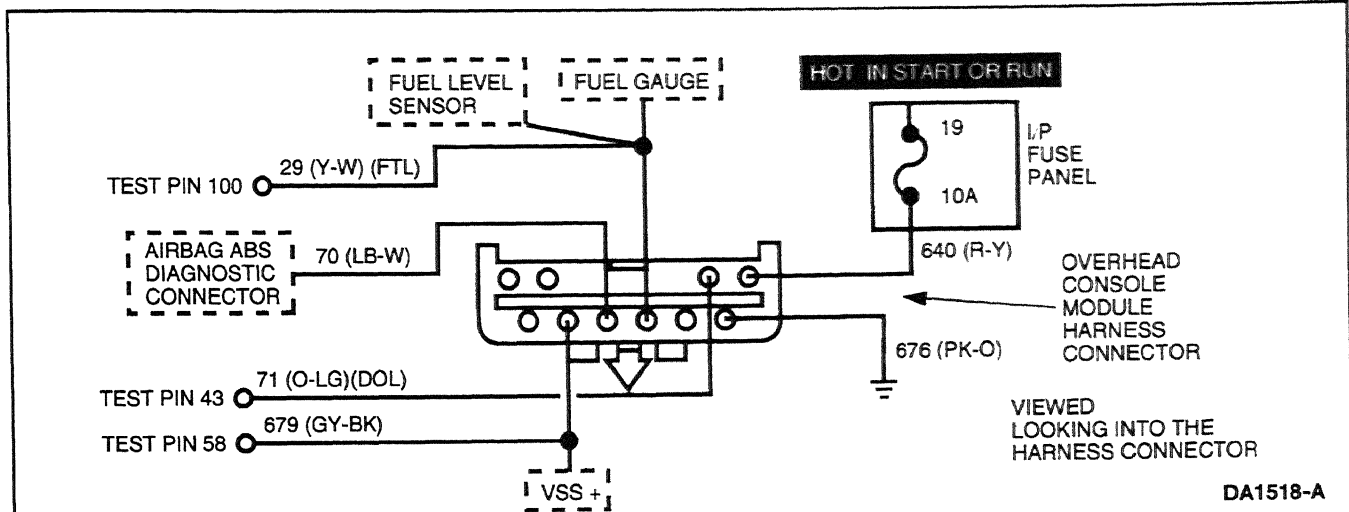 FUEL LEVEL
SENSOR
FUEL GAUGE
HOT IN START OR RUN
19
10A
I/P
FUSE
PANEL
29 (Y-W) (FTL)
TEST PIN 100
AIRBAG ABS
DIAGNOSTIC
CONNECTOR
70 (LB-W)
640 (R-Y)
OVERHEAD
CONSOLE
MODULE
HARNESS
CONNECTOR
676 (PK-O)
71 (O-LG)(DOL)
TEST PIN 43
679 (GY-BK)
TEST PIN 58
VSS +
VIEWED
LOOKING INTO THE
HARNESS CONNECTOR
DA1518-A